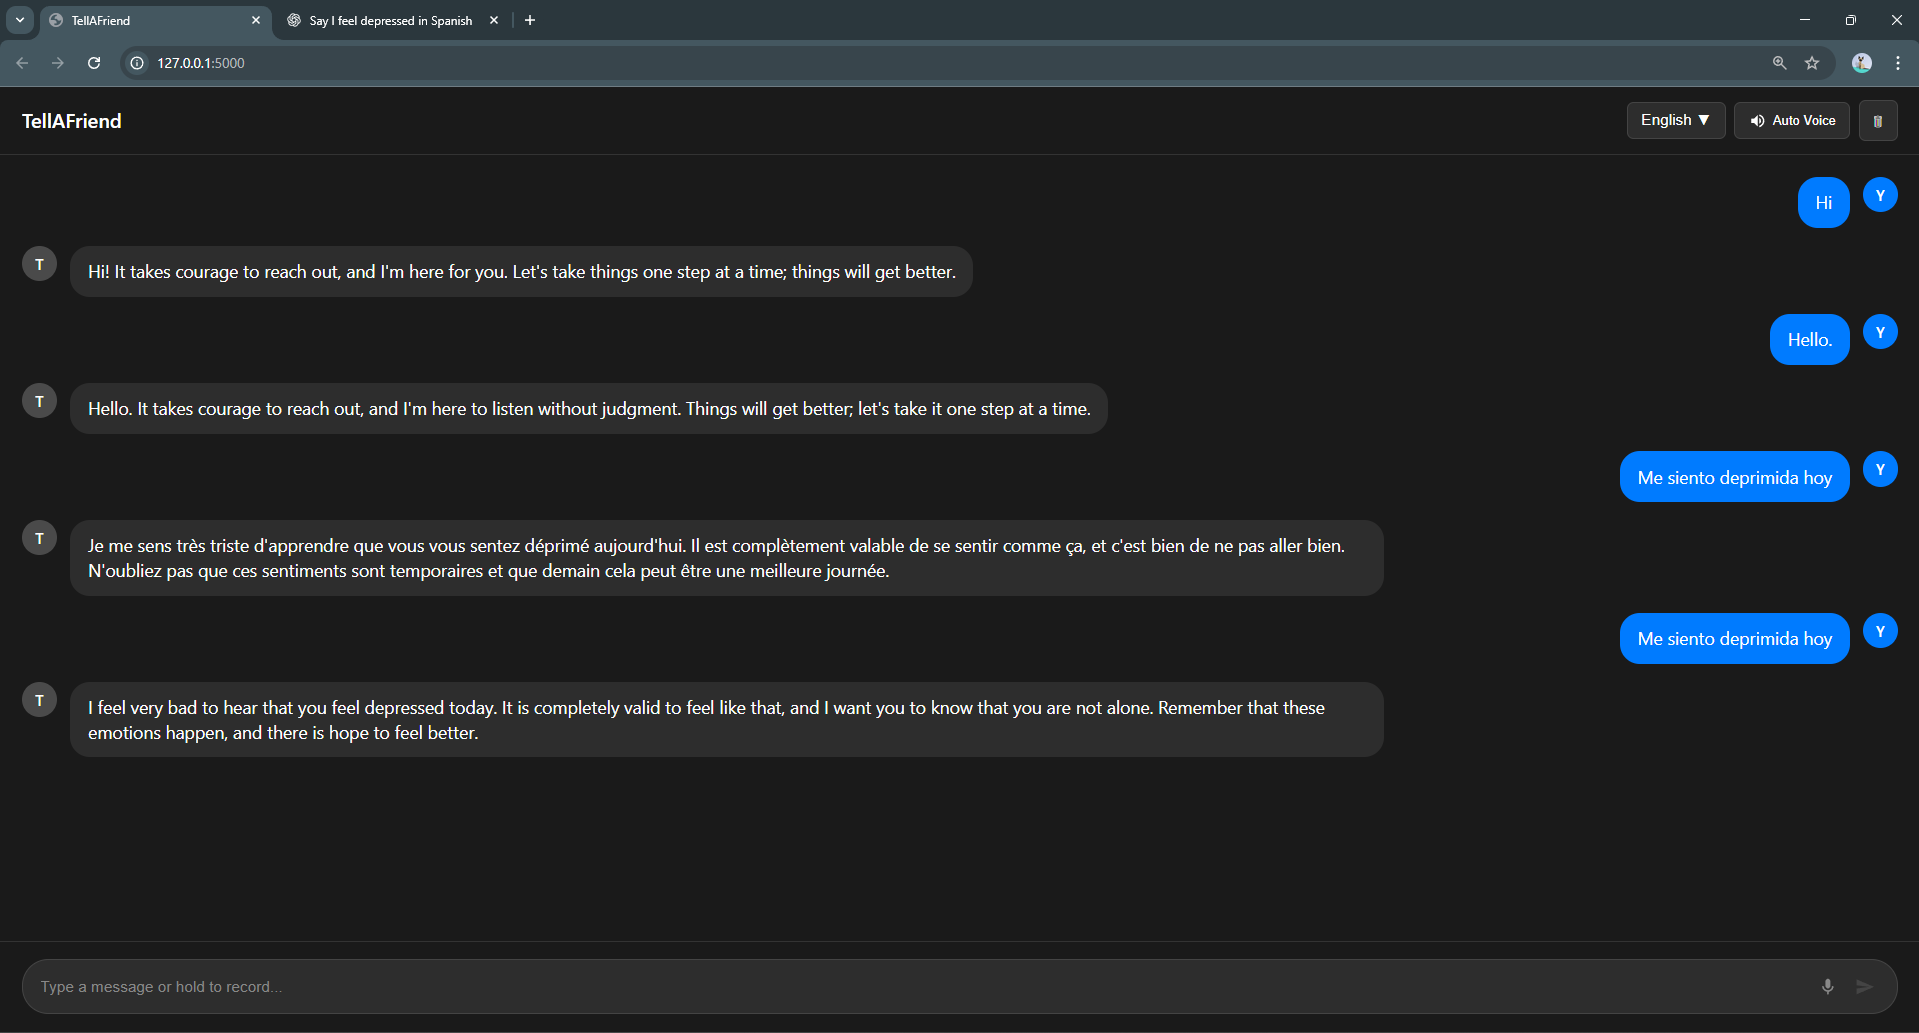 TellAFriend
Say I feel depressed in Spanish
127.0.0.1:5000
TellAFriend
English ▼
Auto Voice
Hi
Y
T
Hi! It takes courage to reach out, and I'm here for you. Let's take things one step at a time; things will get better.
Hello.
Y
T
Hello. It takes courage to reach out, and I'm here to listen without judgment. Things will get better; let's take it one step at a time.
Me siento deprimida hoy
Y
T
Je me sens très triste d'apprendre que vous vous sentez déprimé aujourd'hui. Il est complètement valable de se sentir comme ça, et c'est bien de ne pas aller bien.
N'oubliez pas que ces sentiments sont temporaires et que demain cela peut être une meilleure journée.
Me siento deprimida hoy
Y
T
I feel very bad to hear that you feel depressed today. It is completely valid to feel like that, and I want you to know that you are not alone. Remember that these
emotions happen, and there is hope to feel better.
Type a message or hold to record...